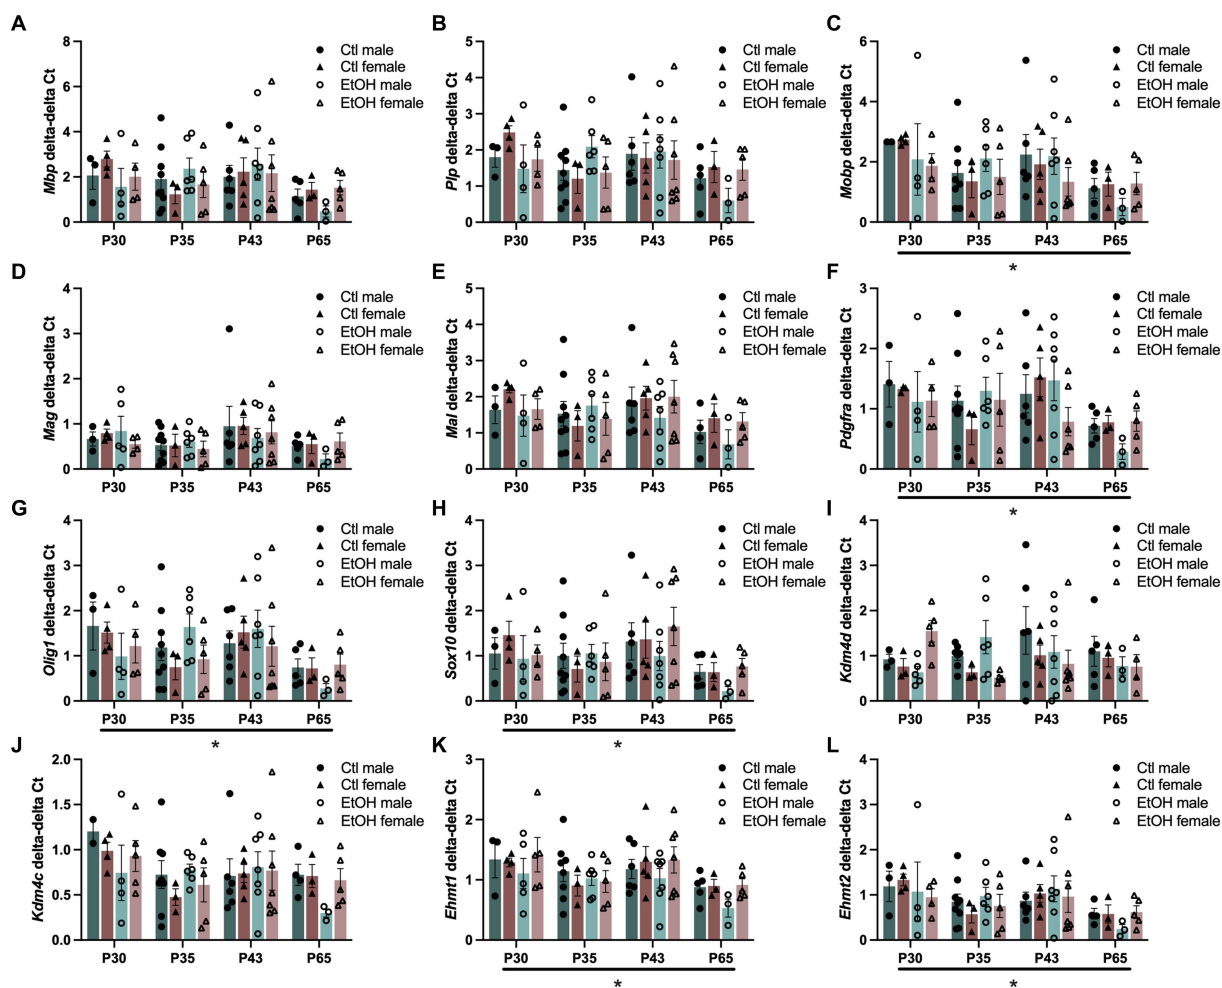 A
Mbp delta-delta Ct
8
6
4
2
0
P30 P35 P43 P65
Ctl male
Ctl female
EtOH male
EtOH female
B
Plp delta-delta Ct
5
4
3
2
1
0
P30 P35 P43 P65
Ctl male
Ctl female
EtOH male
EtOH female
C
Mobp delta-delta Ct
6
4
2
0
P30 P35 P43 P65
*
Ctl male
Ctl female
EtOH male
EtOH female
D
Mag delta-delta Ct
4
3
2
1
0
P30 P35 P43 P65
Ctl male
Ctl female
EtOH male
EtOH female
E
Mal delta-delta Ct
5
4
3
2
1
0
P30 P35 P43 P65
Ctl male
Ctl female
EtOH male
EtOH female
F
Pdgfra delta-delta Ct
3
2
1
0
P30 P35 P43 P65
*
Ctl male
Ctl female
EtOH male
EtOH female
G
Olig1 delta-delta Ct
4
3
2
1
0
P30 P35 P43 P65
*
Ctl male
Ctl female
EtOH male
EtOH female
H
Sox10 delta-delta Ct
4
3
2
1
0
P30 P35 P43 P65
*
Ctl male
Ctl female
EtOH male
EtOH female
I
Kdm4d delta-delta Ct
4
3
2
1
0
P30 P35 P43 P65
Ctl male
Ctl female
EtOH male
EtOH female
J
Kdm4c delta-delta Ct
2.0
1.5
1.0
0.5
0.0
P30 P35 P43 P65
Ctl male
Ctl female
EtOH male
EtOH female
K
Ehmt1 delta-delta Ct
3
2
1
0
P30 P35 P43 P65
*
Ctl male
Ctl female
EtOH male
EtOH female
L
Ehmt2 delta-delta Ct
4
3
2
1
0
P30 P35 P43 P65
*
Ctl male
Ctl female
EtOH male
EtOH female